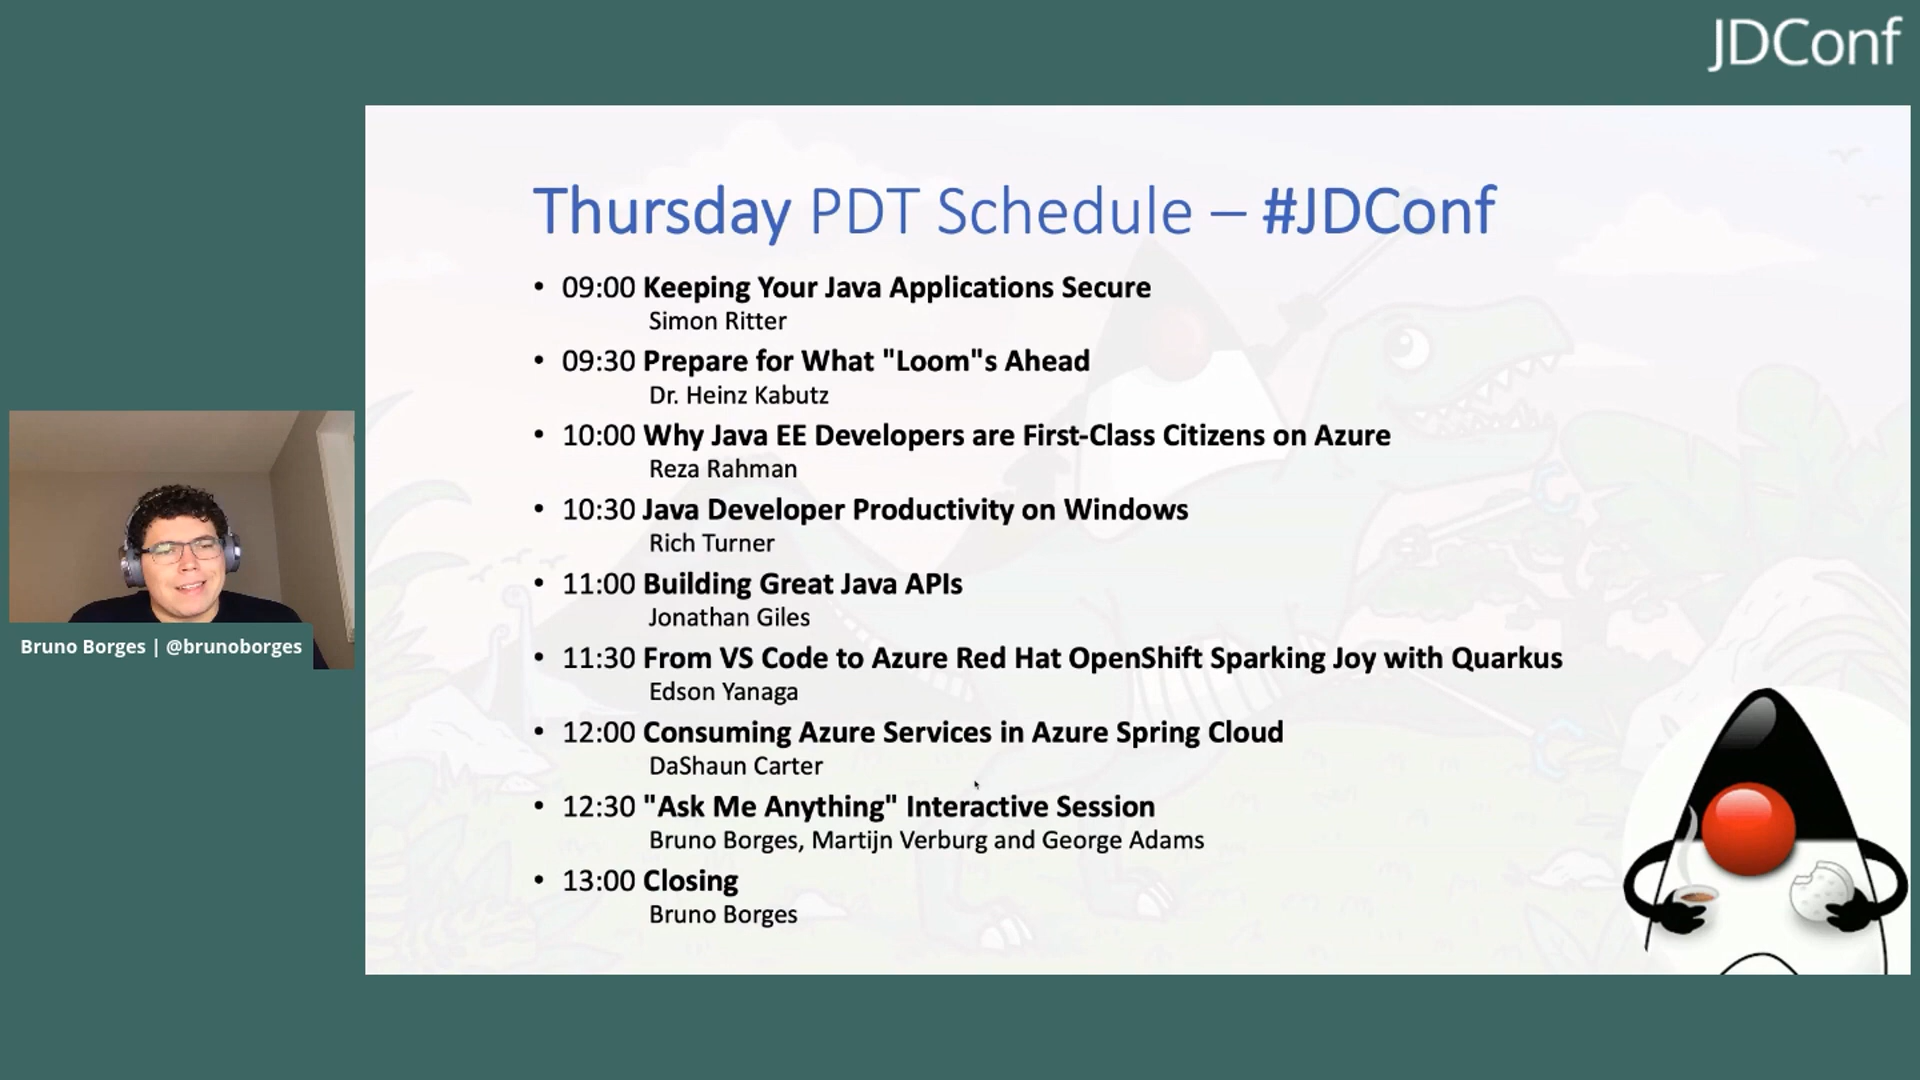 JDConf
Thursday PDT Schedule – #JDConf
• 09:00 Keeping Your Java Applications Secure
Simon Ritter
• 09:30 Prepare for What "Loom"s Ahead
Dr. Heinz Kabutz
• 10:00 Why Java EE Developers are First-Class Citizens on Azure
Reza Rahman
• 10:30 Java Developer Productivity on Windows
Rich Turner
• 11:00 Building Great Java APIs
Jonathan Giles
• 11:30 From VS Code to Azure Red Hat OpenShift Sparking Joy with Quarkus
Edson Yanaga
• 12:00 Consuming Azure Services in Azure Spring Cloud
DaShaun Carter
• 12:30 "Ask Me Anything" Interactive Session
Bruno Borges, Martijn Verburg and George Adams
• 13:00 Closing
Bruno Borges
Bruno Borges | @brunoborges